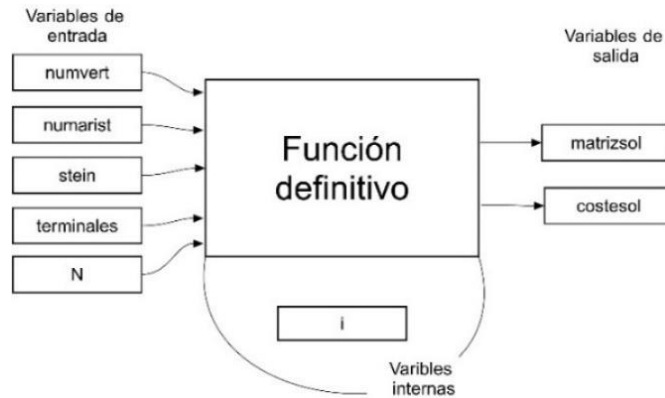 Variables de
entrada
numvert
numarist
stein
terminales
N
Función
definitivo
Variables de
salida
matrizsol
costesol
i
Varibles
internas